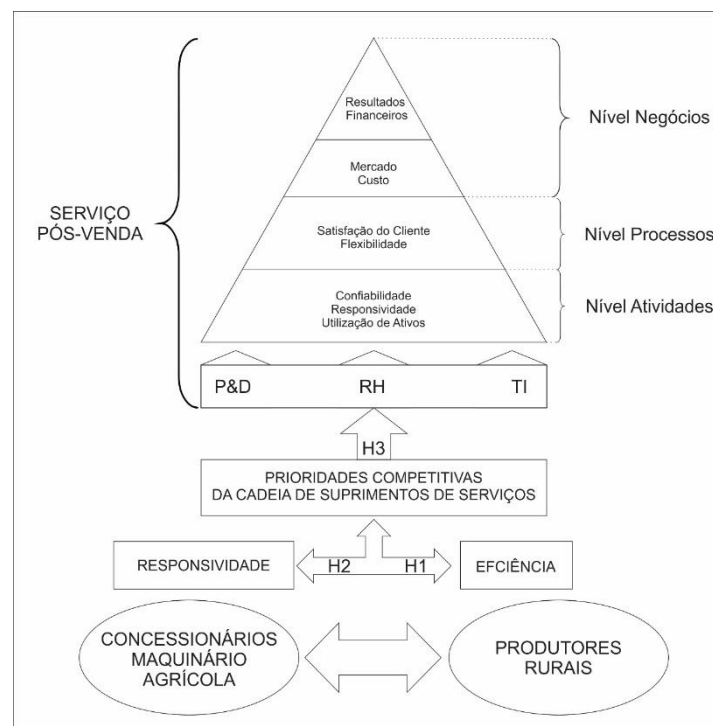 Resultados
Financeiros
Nível Negócios
Mercado
Custo
SERVIÇO
PÓS-VENDA
Satisfação do Cliente
Flexibilidade
Nível Processos
Confiabilidade
Responsividade
Utilização de Ativos
Nível Atividades
P&D RH TI
H3
PRIORIDADES COMPETITIVAS
DA CADEIA DE SUPRIMENTOS DE SERVIÇOS
RESPONSIVIDADE H2 H1 EFCIÊNCIA
CONCESSIONÁRIOS
MAQUINÁRIO
AGRÍCOLA
PRODUTORES
RURAIS